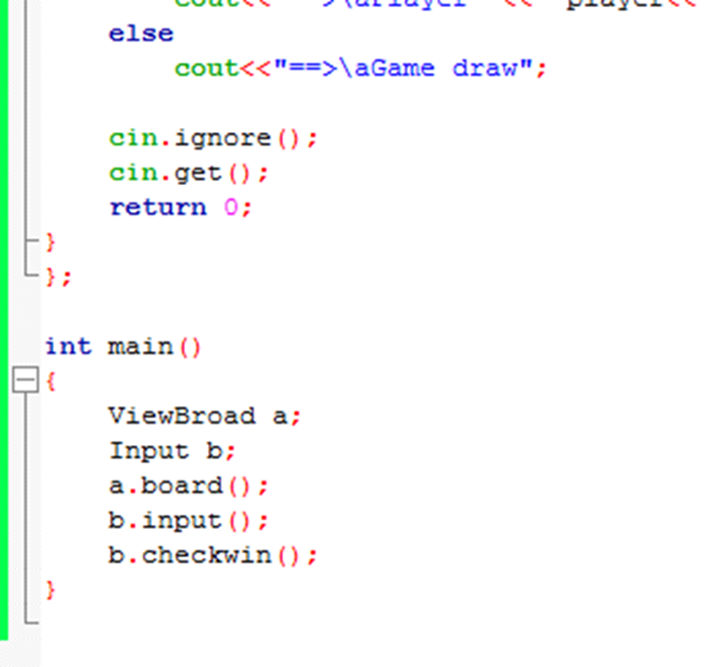 else
cout<<"==>\aGame draw";
cin.ignore();
cin.get();
return 0;
}
};
int main()
{
ViewBroad a;
Input b;
a.board();
b.input();
b.checkwin();
}